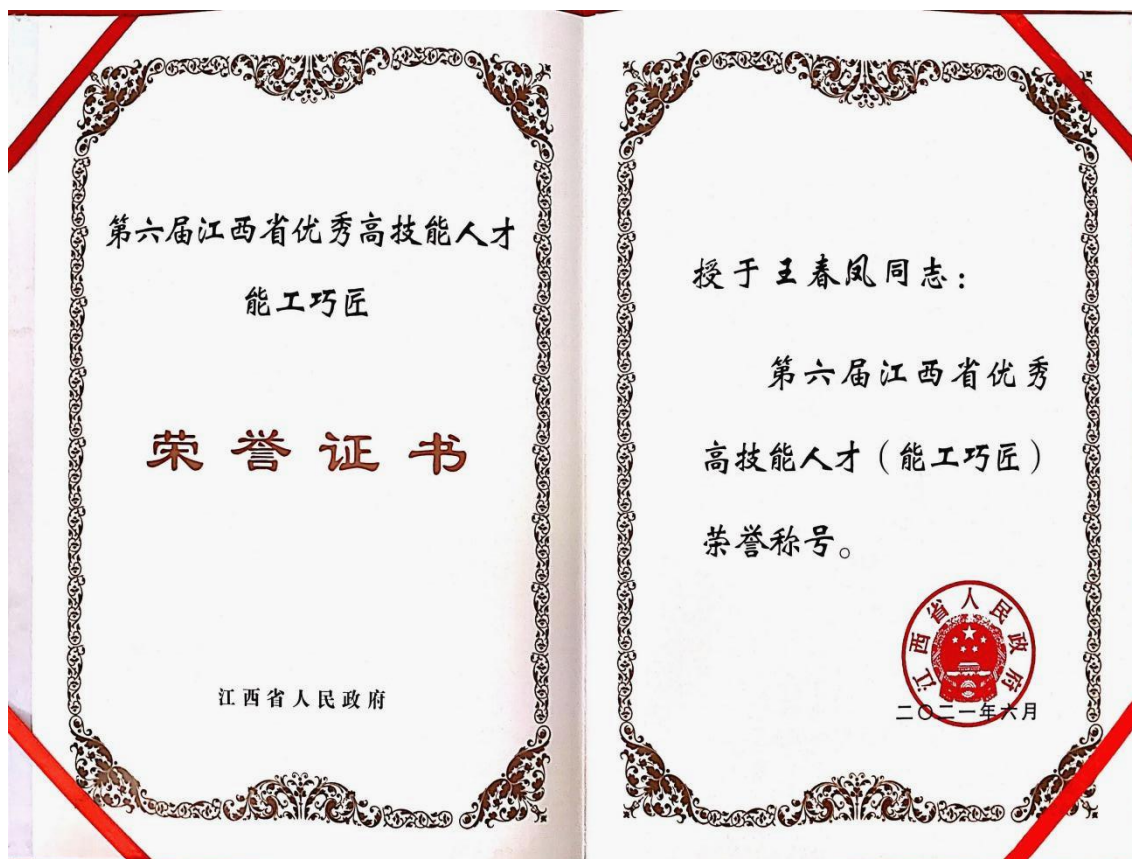 第六届江西省优秀高技能人才
能工巧匠
荣誉证书
江西省人民政府
授于王春凤同志：
第六届江西省优秀
高技能人才（能工巧匠）
荣誉称号。
江西省人民政府
二〇二一年六月